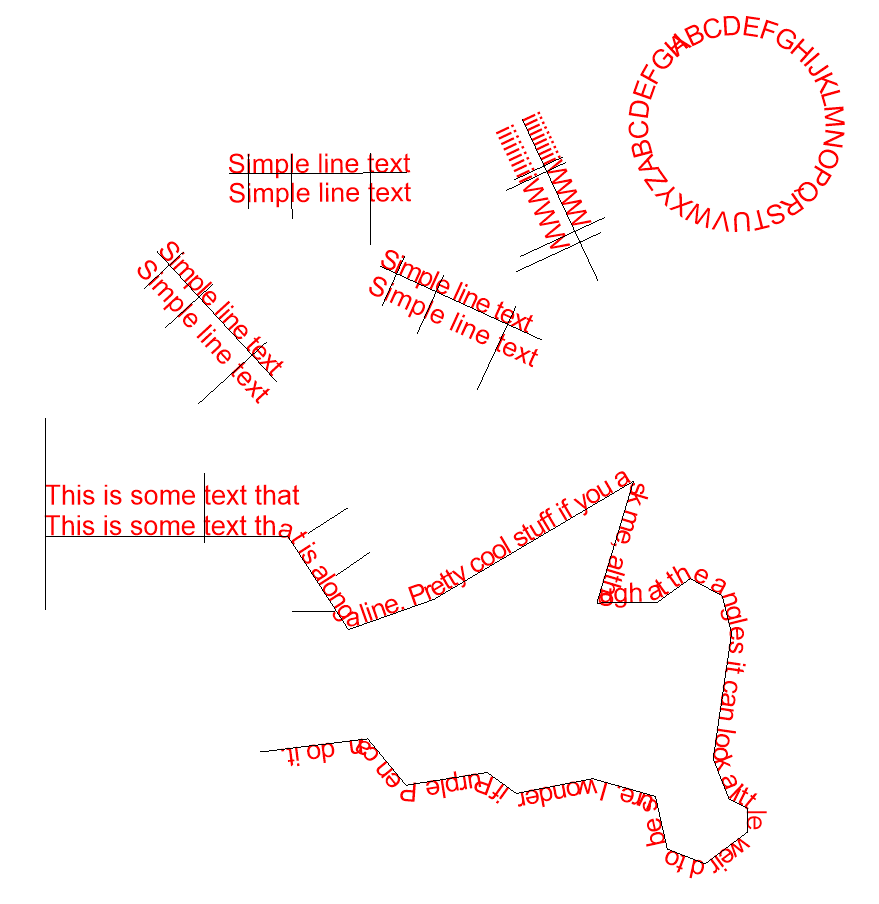 Simple line text
Simple line text
ABCDEFGHIJKLMNOPQRSTUVWXYZABCDEFGH
Simple line text
Simple line text
Simple line text
Simple line text
This is some text that
This is some text that is along a line. Pretty cool stuff if you ask me, although at the angles it can look a little weird to be sure. I wonder if Purple Pen can do it.